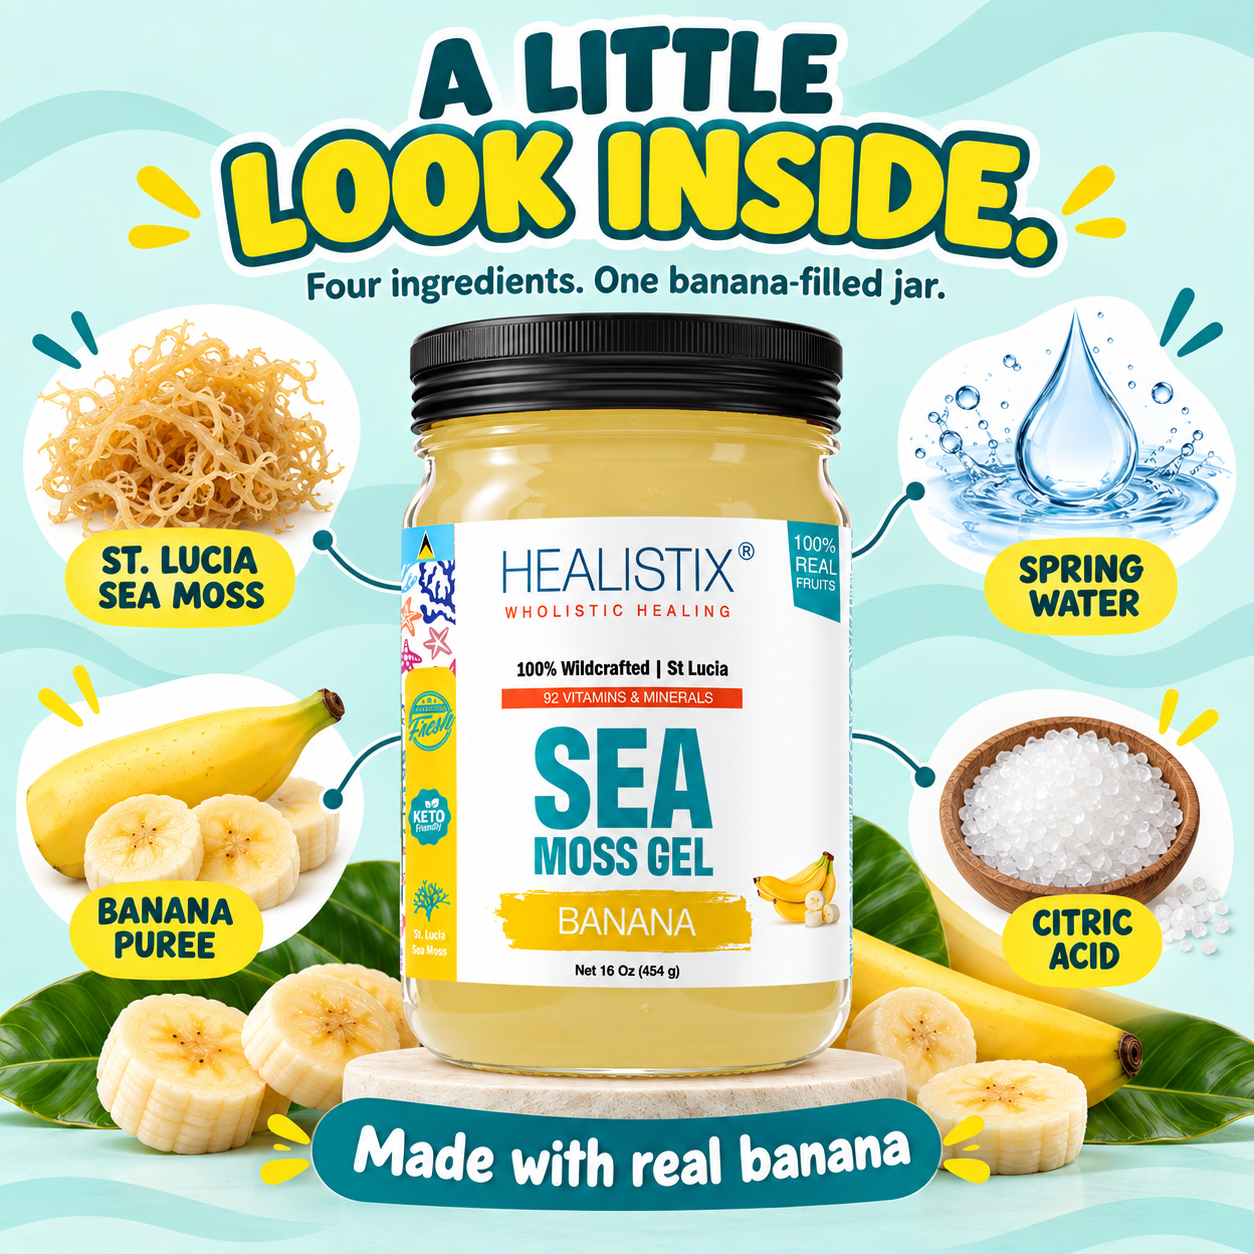 A LITTLE
LOOK INSIDE.
Four ingredients. One banana-filled jar.
ST. LUCIA
SEA MOSS
SPRING
WATER
BANANA
PUREE
CITRIC
ACID
HEALISTIX®
WHOLISTIC HEALING
100%
REAL
FRUITS
100% Wildcrafted | St Lucia
92 VITAMINS & MINERALS
SEA
MOSS GEL
BANANA
Net 16 Oz (454 g)
Fresh
KETO
Friendly
St. Lucia
Sea Moss
Made with real banana